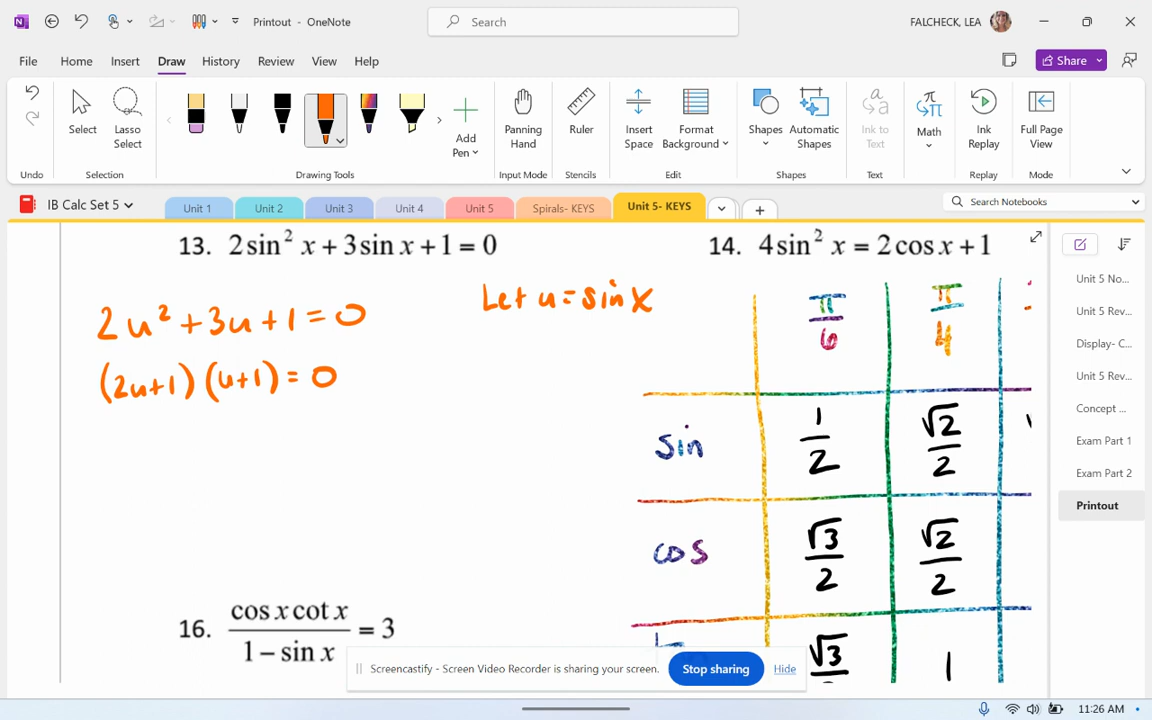 Printout - OneNote
Search
FALCHECK, LEA
File Home Insert Draw History Review View Help
Share
Undo
Select
Lasso Select
Add Pen
Panning Hand
Ruler
Insert Space
Format Background
Shapes
Automatic Shapes
Ink to Text
Math
Ink Replay
Full Page View
Undo Selection Drawing Tools Input Mode Stencils Edit Shapes Text Replay Mode
IB Calc Set 5
Unit 1 Unit 2 Unit 3 Unit 4 Unit 5 Spirals- KEYS Unit 5- KEYS
Search Notebooks
13. 2sin² x + 3sin x + 1 = 0
14. 4sin² x = 2cos x + 1
Let u = sin x
2u² + 3u + 1 = 0
(2u+1) (u+1) = 0
π/6 π/4
sin 1/2 √2/2
cos √3/2 √2/2
√3 1
16. cos x cot x / 1 − sin x = 3
Unit 5 No...
Unit 5 Rev...
Display- C...
Unit 5 Rev...
Concept ...
Exam Part 1
Exam Part 2
Printout
Screencastify - Screen Video Recorder is sharing your screen.
Stop sharing
Hide
11:26 AM